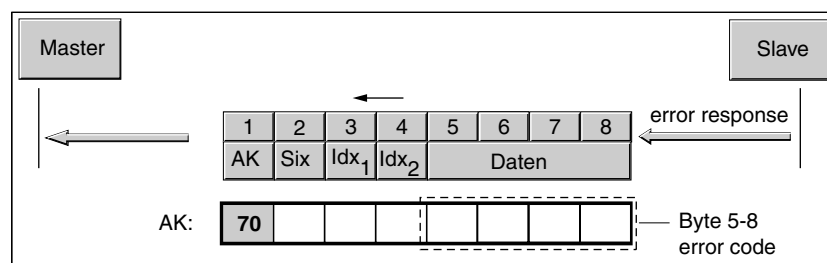 Master
Slave
error response
1 2 3 4 5 6 7 8
AK Six Idx1 Idx2 Daten
AK: 70
Byte 5-8
error code